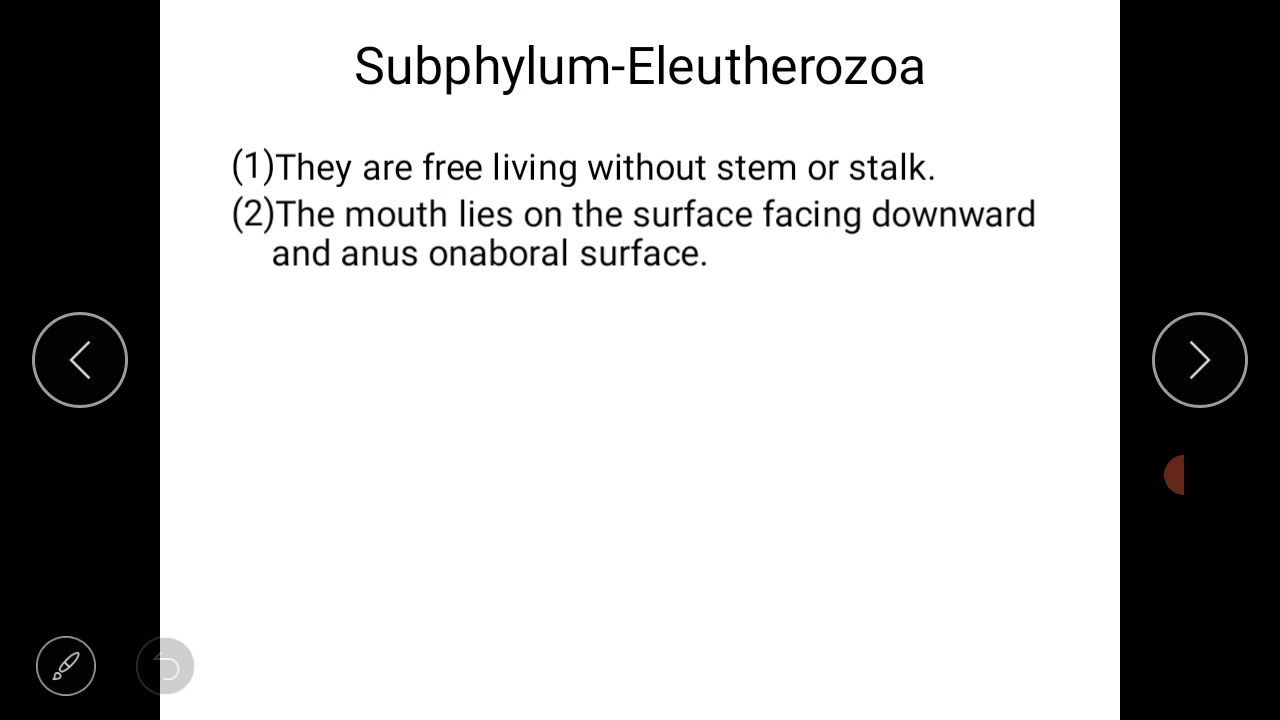 Subphylum-Eleutherozoa
(1)They are free living without stem or stalk.
(2)The mouth lies on the surface facing downward
and anus onaboral surface.